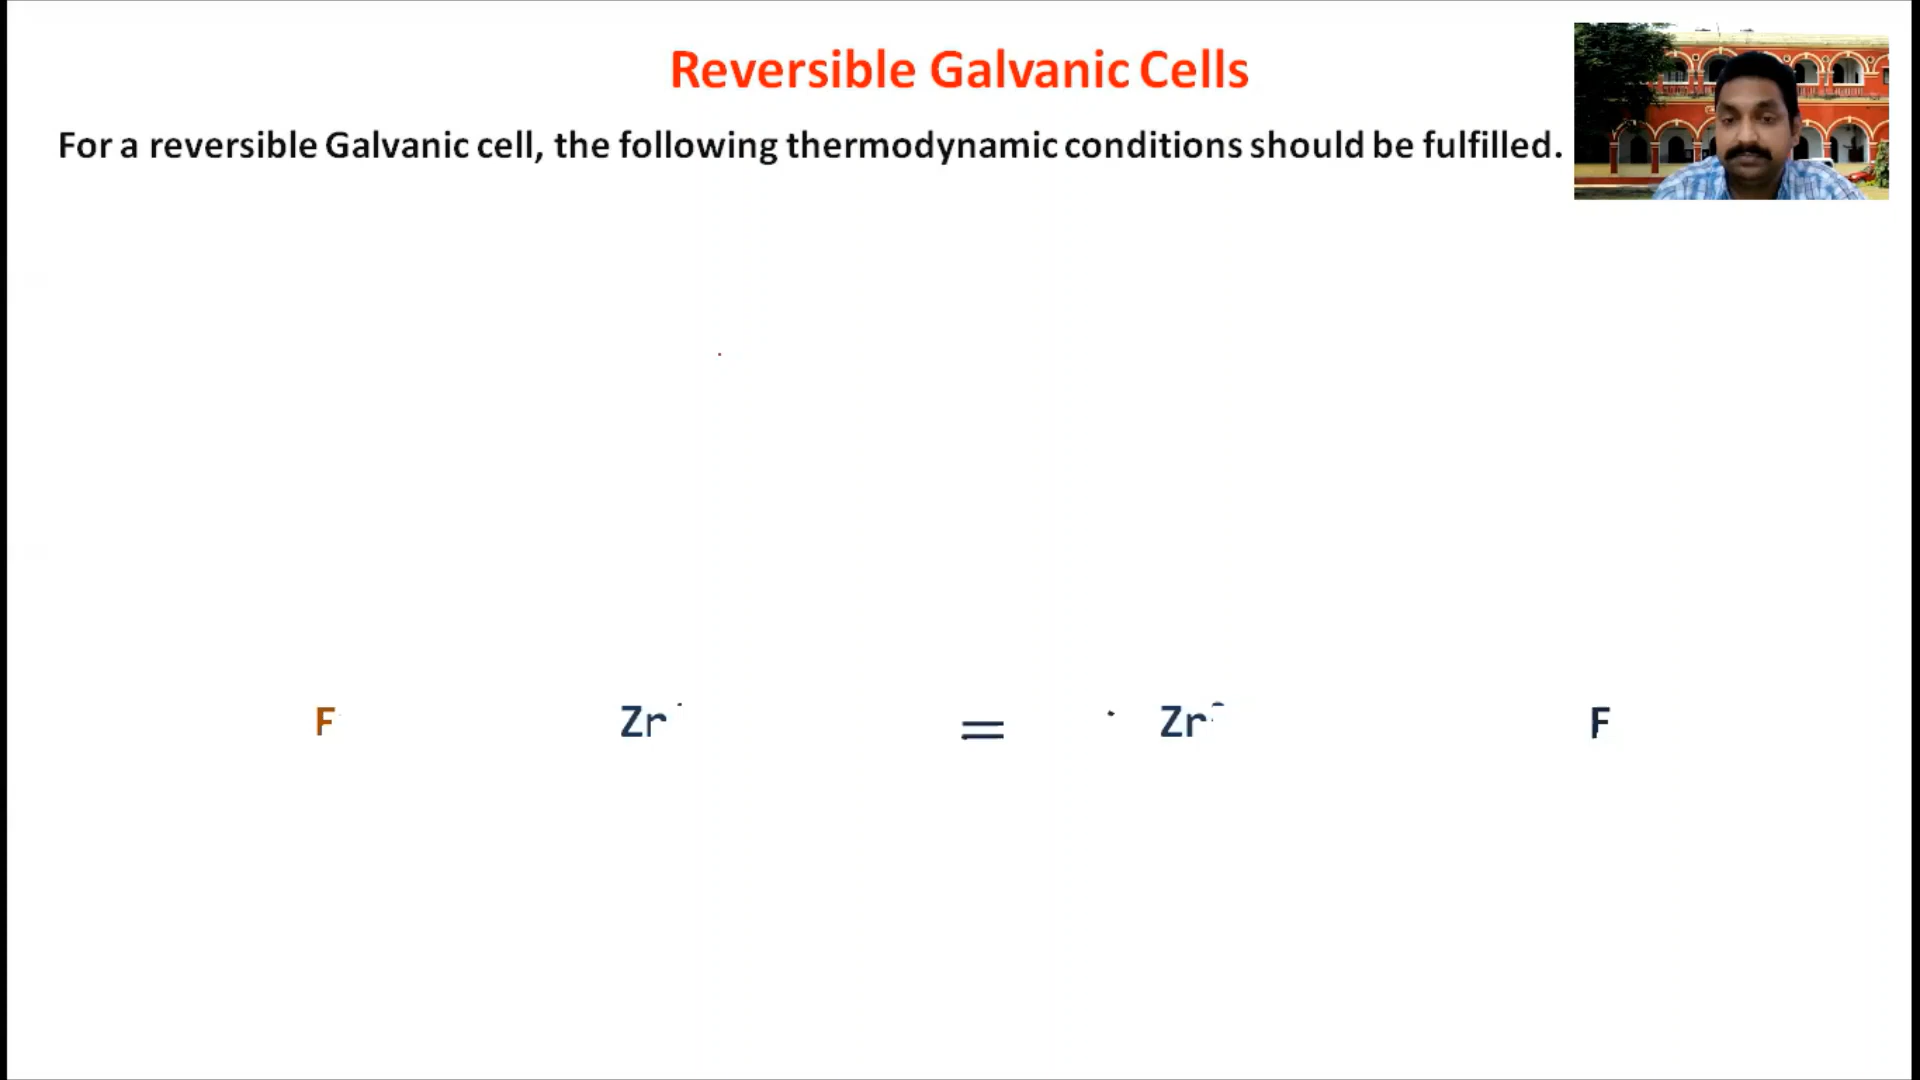 Reversible Galvanic Cells
For a reversible Galvanic cell, the following thermodynamic conditions should be fulfilled.
F Zr = Zr F